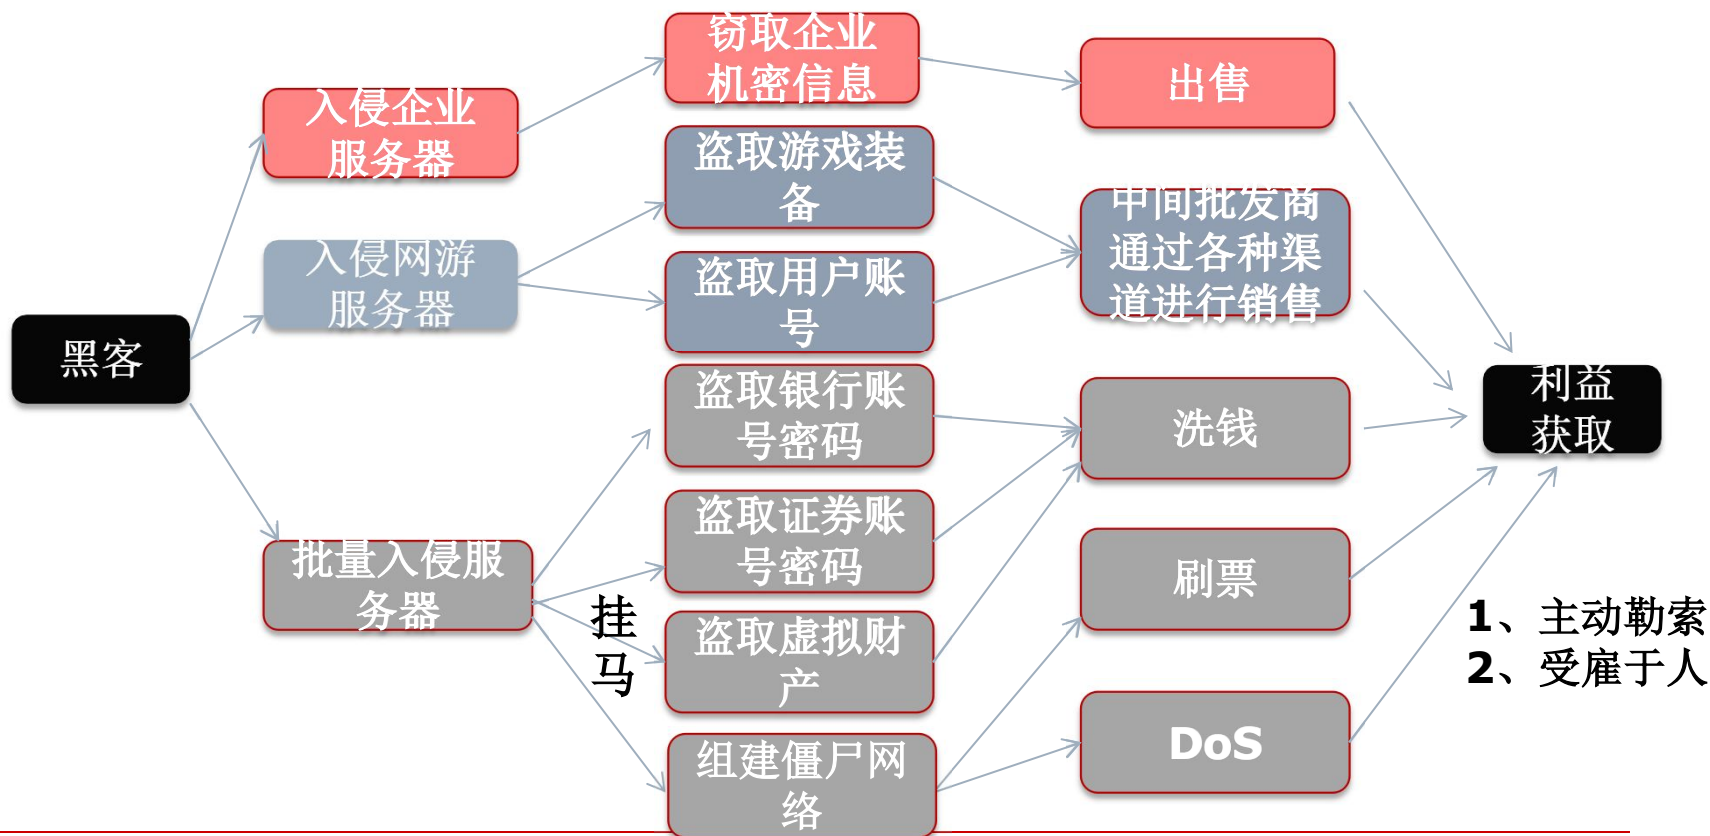 窃取企业
机密信息
出售
入侵企业
服务器
盗取游戏装
备
中间批发商
通过各种渠
道进行销售
入侵网游
服务器
盗取用户账
号
黑客
盗取银行账
号密码
洗钱
利益
获取
盗取证券账
号密码
批量入侵服
务器
挂
马
刷票
1、主动勒索
2、受雇于人
盗取虚拟财
产
DoS
组建僵尸网
络